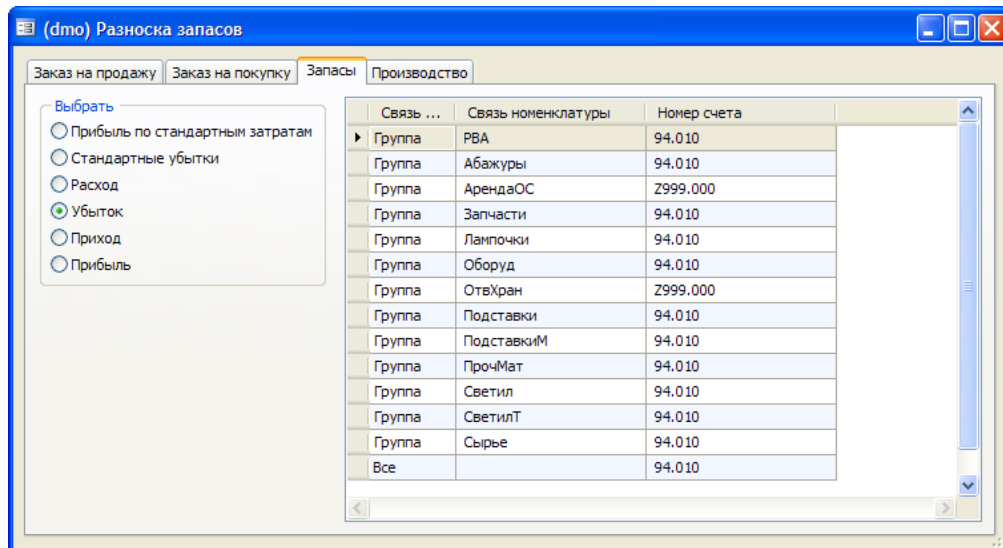 (dmo) Разноска запасов
Заказ на продажу Заказ на покупку Запасы Производство
Выбрать
Прибыль по стандартным затратам
Стандартные убытки
Расход
Убыток
Приход
Прибыль
Связь ... Связь номенклатуры Номер счета
Группа РВА 94.010
Группа Абажуры 94.010
Группа АрендаОС Z999.000
Группа Запчасти 94.010
Группа Лампочки 94.010
Группа Оборуд 94.010
Группа ОтвХран Z999.000
Группа Подставки 94.010
Группа ПодставкиМ 94.010
Группа ПрочМат 94.010
Группа Светил 94.010
Группа СветилТ 94.010
Группа Сырье 94.010
Все 94.010